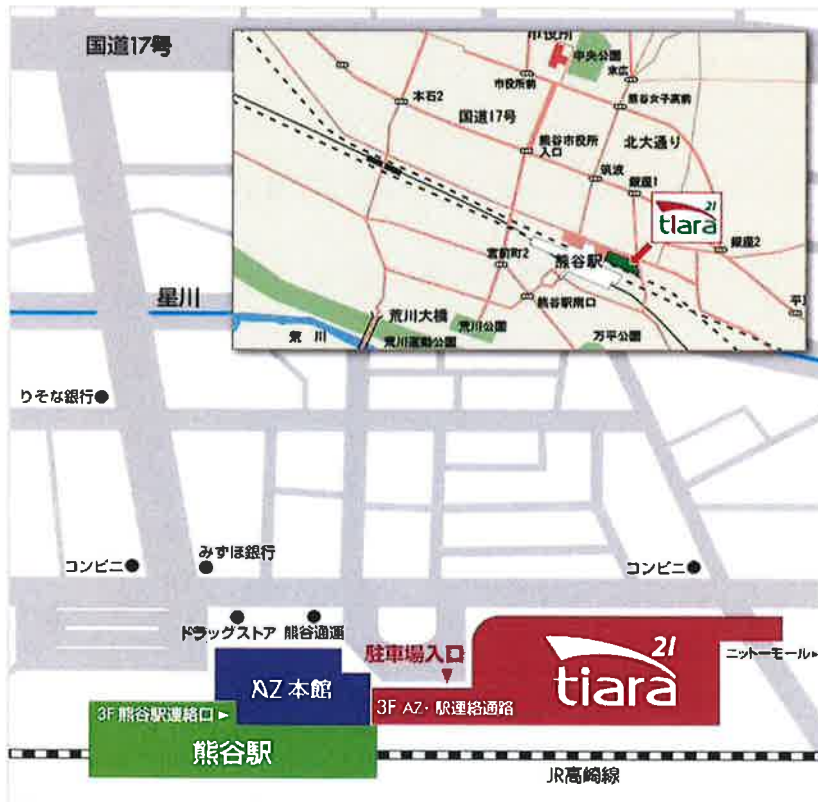 国道17号
市役所
中央公園
末広
市役所前
本石2
熊谷女子高前
国道17号
熊谷市役所
入口
北大通り
筑波
銀座1
21
tiara
銀座2
宮前町2
熊谷駅
熊谷駅南口
荒川大橋
荒川公園
荒川
荒川運動公園
万平公園
星川
りそな銀行
コンビニ
みずほ銀行
コンビニ
ドラッグストア
熊谷通運
駐車場入口
21
tiara
ニットーモール▶
AZ 本館
3F 熊谷駅連絡口 ▶
3F AZ・駅連絡通路
熊谷駅
JR高崎線